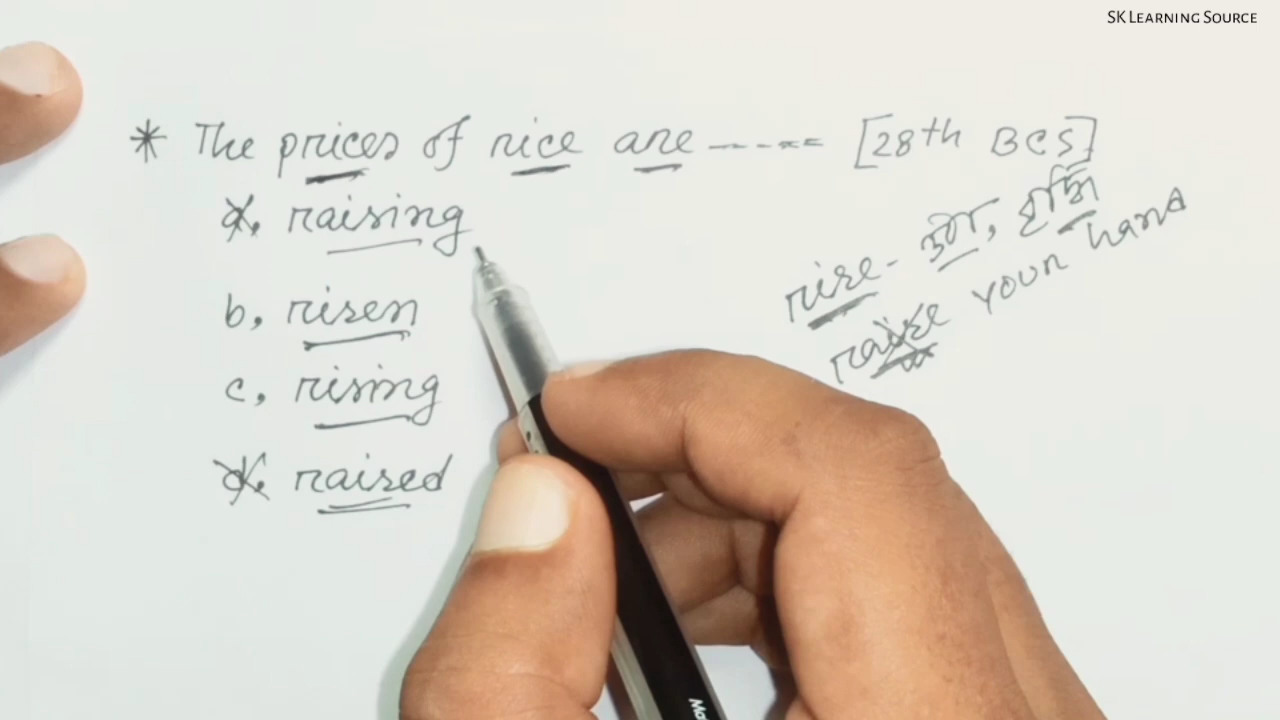 SK LEARNING SOURCE
* The prices of rice are ----- [28th BCS]
a, raising
b, risen
c, rising
d, raised
rise - ওঠা, বৃদ্ধি
raise your hand